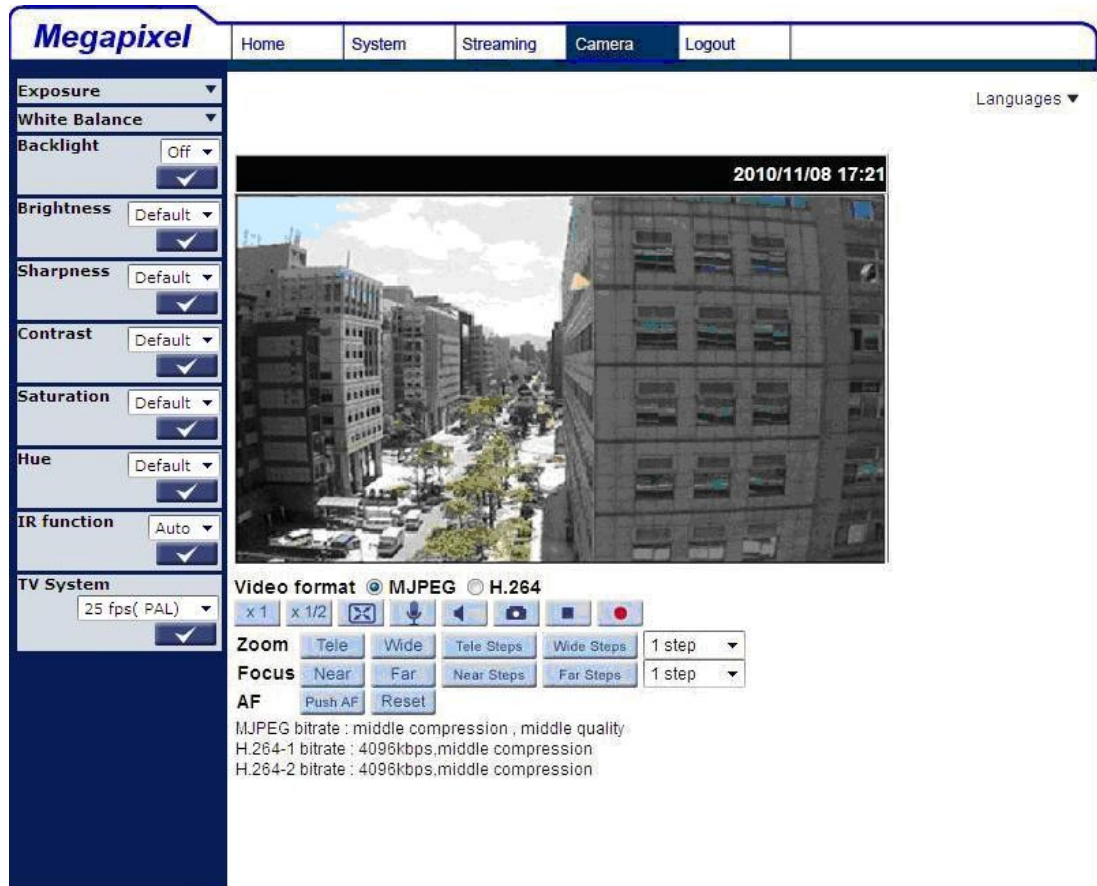 Megapixel
Home System Streaming Camera Logout
Languages
Exposure
White Balance
Backlight
Off
Brightness
Default
Sharpness
Default
Contrast
Default
Saturation
Default
Hue
Default
IR function
Auto
TV System
25 fps( PAL)
2010/11/08 17:21
Video format MJPEG H.264
x 1 x 1/2
Zoom Tele Wide Tele Steps Wide Steps 1 step
Focus Near Far Near Steps Far Steps 1 step
AF Push AF Reset
MJPEG bitrate : middle compression , middle quality
H.264-1 bitrate : 4096kbps,middle compression
H.264-2 bitrate : 4096kbps,middle compression